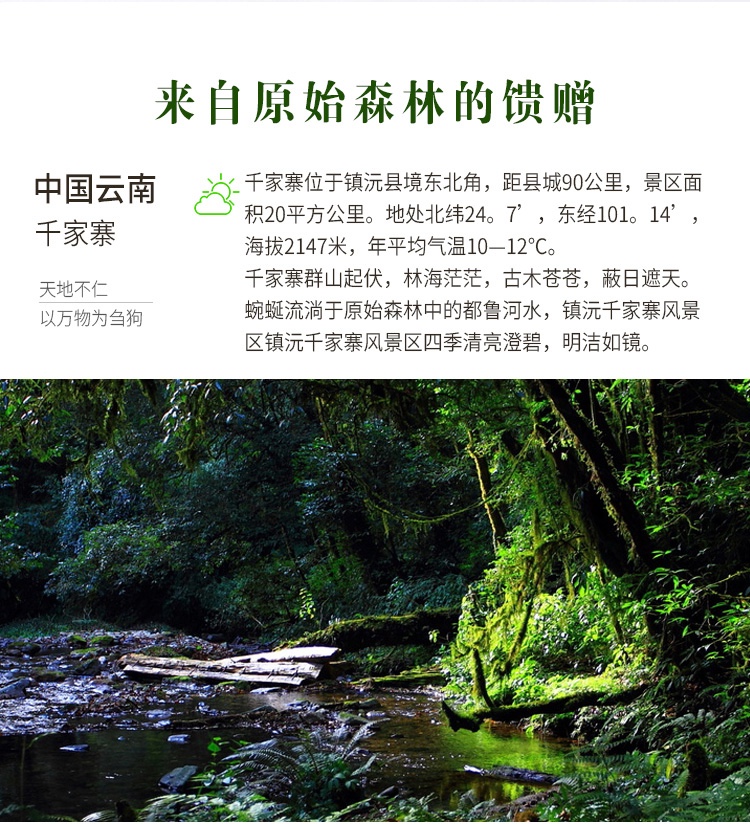 来自原始森林的馈赠
中国云南
千家寨
天地不仁
以万物为刍狗
千家寨位于镇沅县境东北角，距县城90公里，景区面
积20平方公里。地处北纬24。7’，东经101。14’，
海拔2147米，年平均气温10—12℃。
千家寨群山起伏，林海茫茫，古木苍苍，蔽日遮天。
蜿蜒流淌于原始森林中的都鲁河水，镇沅千家寨风景
区镇沅千家寨风景区四季清亮澄碧，明洁如镜。